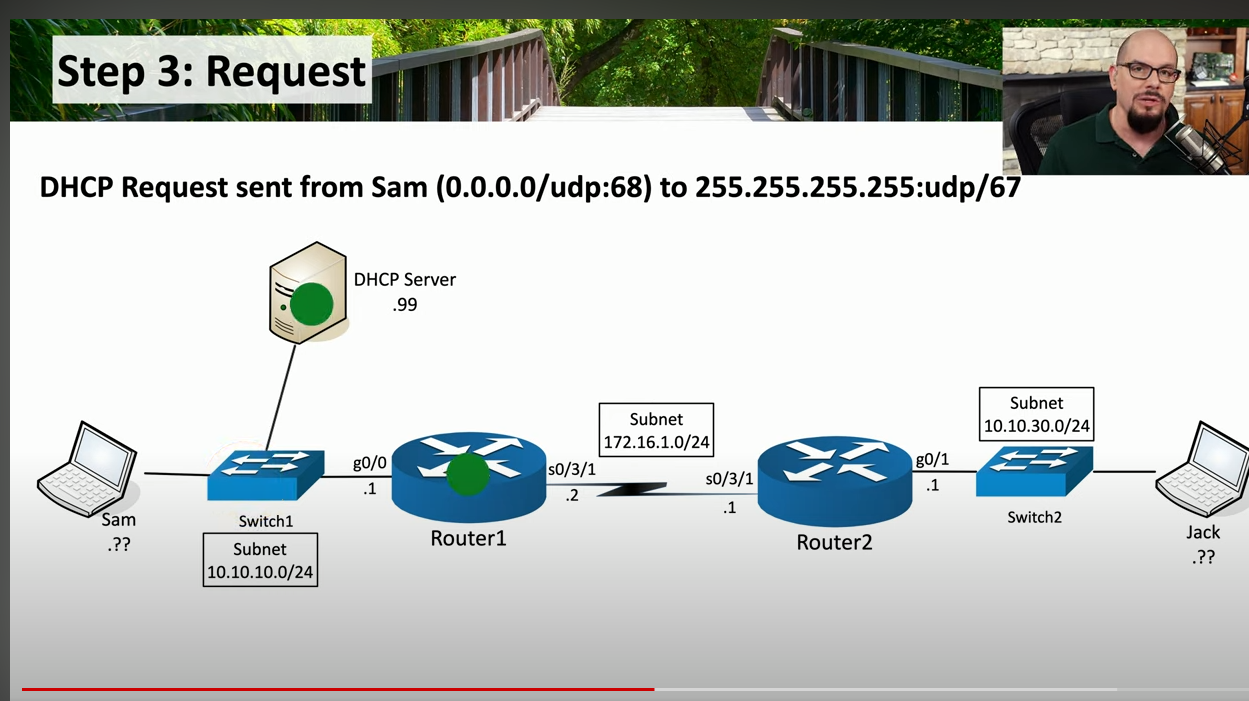 Step 3: Request
DHCP Request sent from Sam (0.0.0.0/udp:68) to 255.255.255.255:udp/67
DHCP Server
.99
Subnet
172.16.1.0/24
Subnet
10.10.30.0/24
g0/0
.1
s0/3/1
.2
s0/3/1
.1
g0/1
.1
Sam
.??
Switch1
Subnet
10.10.10.0/24
Router1
Router2
Switch2
Jack
.??